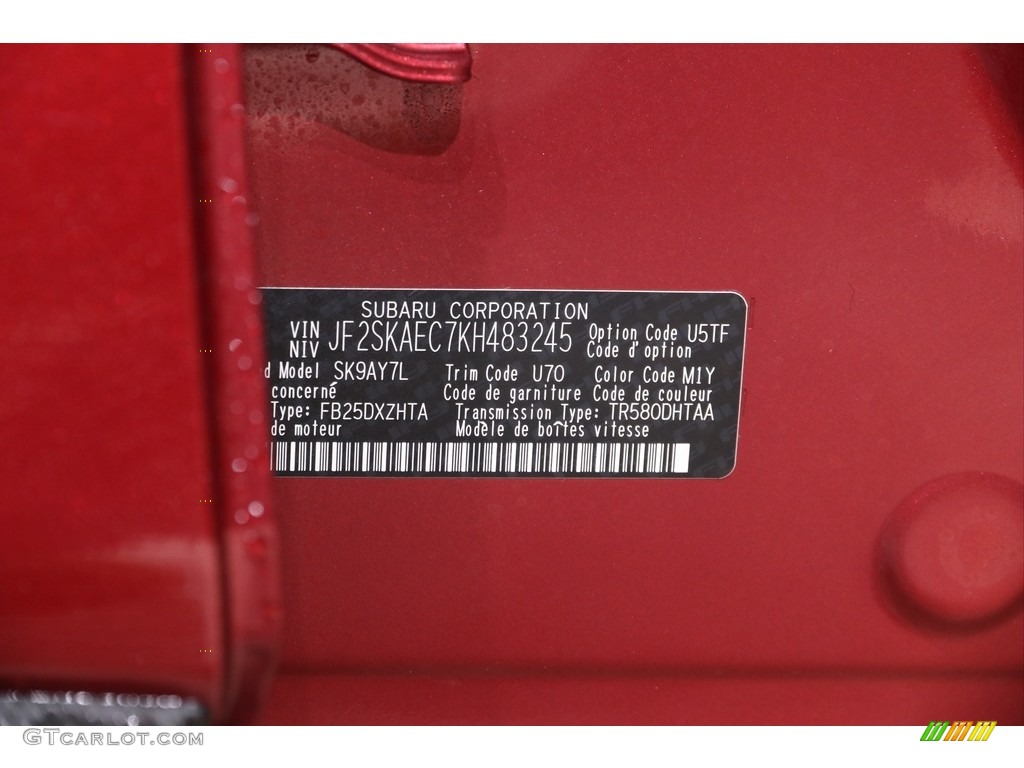 SUBARU CORPORATION
VIN JF2SKAEC7KH483245 Option Code U5TF
NIV Code d'option
d Model SK9AY7L Trim Code U70 Color Code M1Y
concerné Code de garniture Code de couleur
Type: FB25DXZHTA Transmission Type: TR580DHTAA
de moteur Modèle de boîtes vitesse
GTCarlot.com